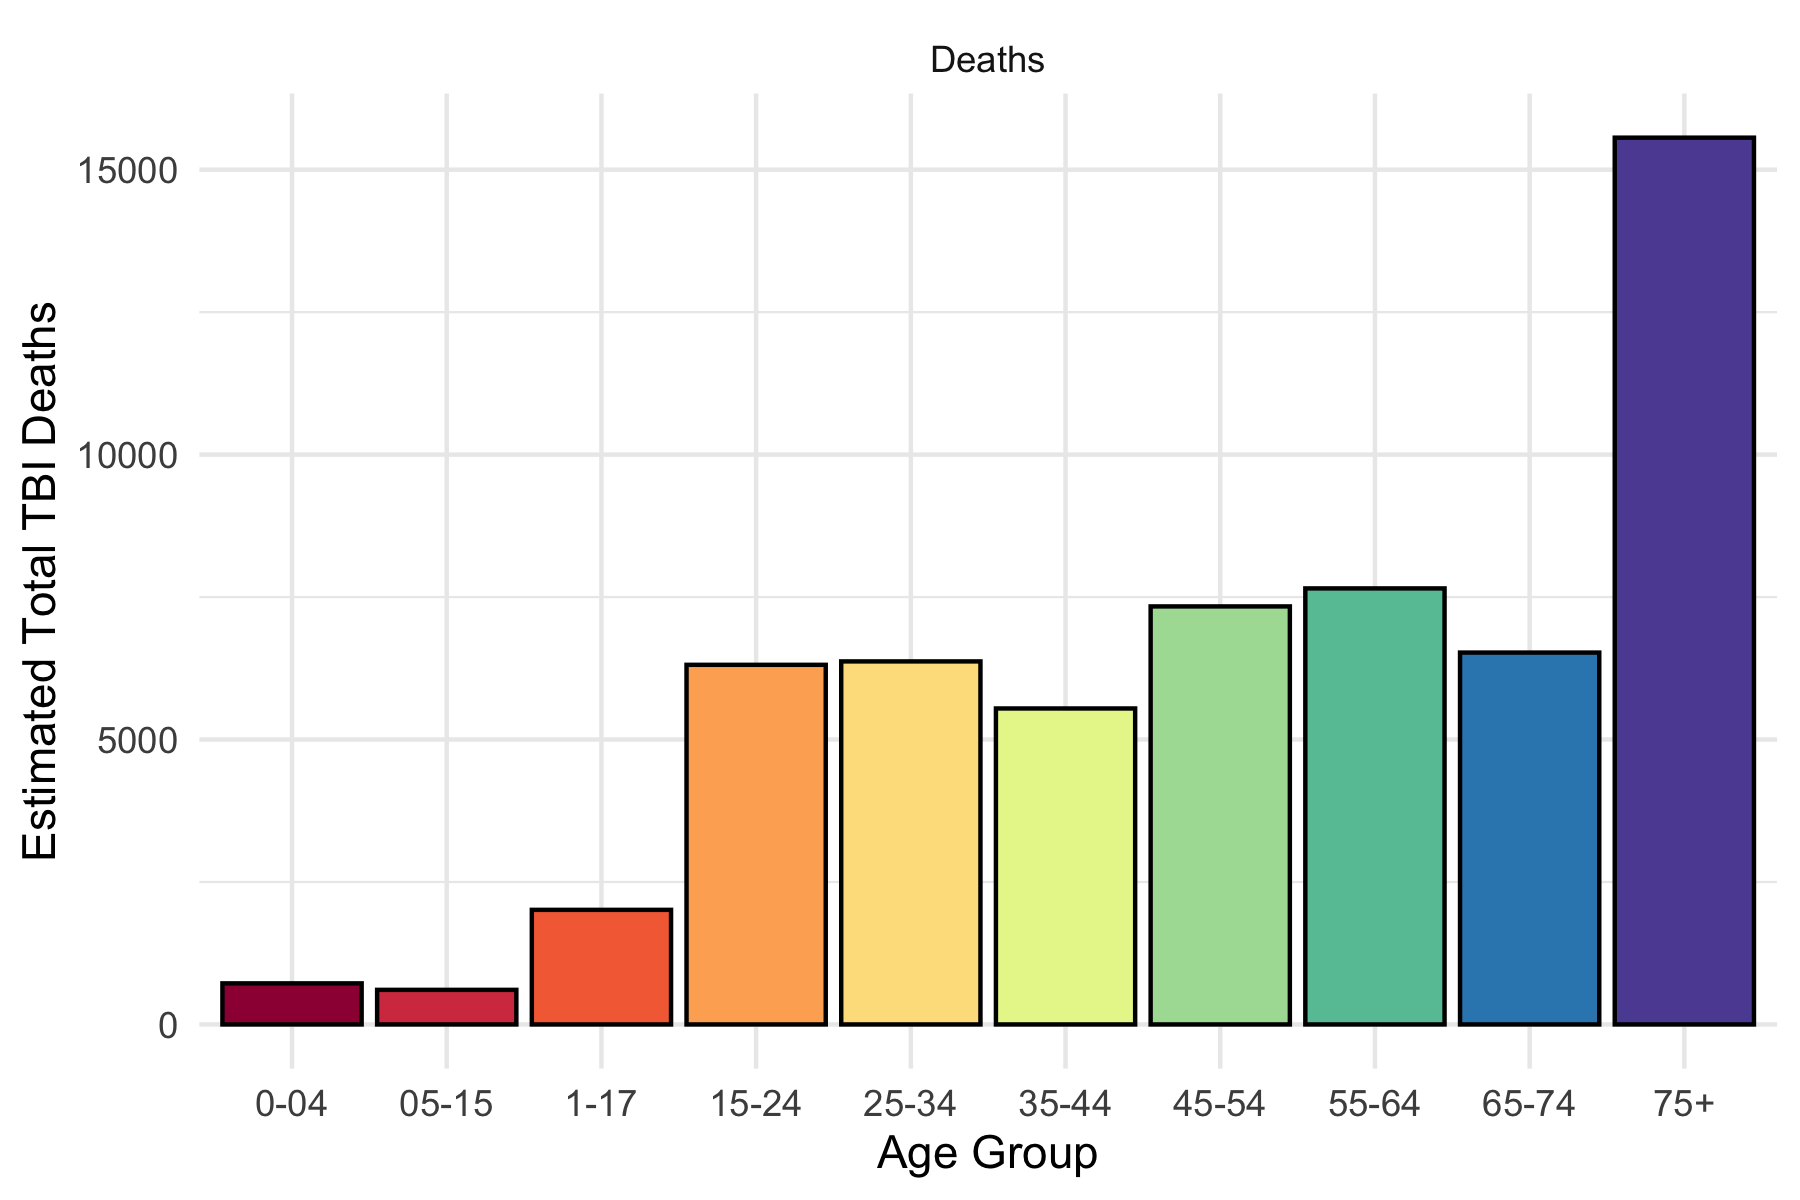 Deaths
Estimated Total TBI Deaths
15000
10000
5000
0
0-04 05-15 1-17 15-24 25-34 35-44 45-54 55-64 65-74 75+
Age Group